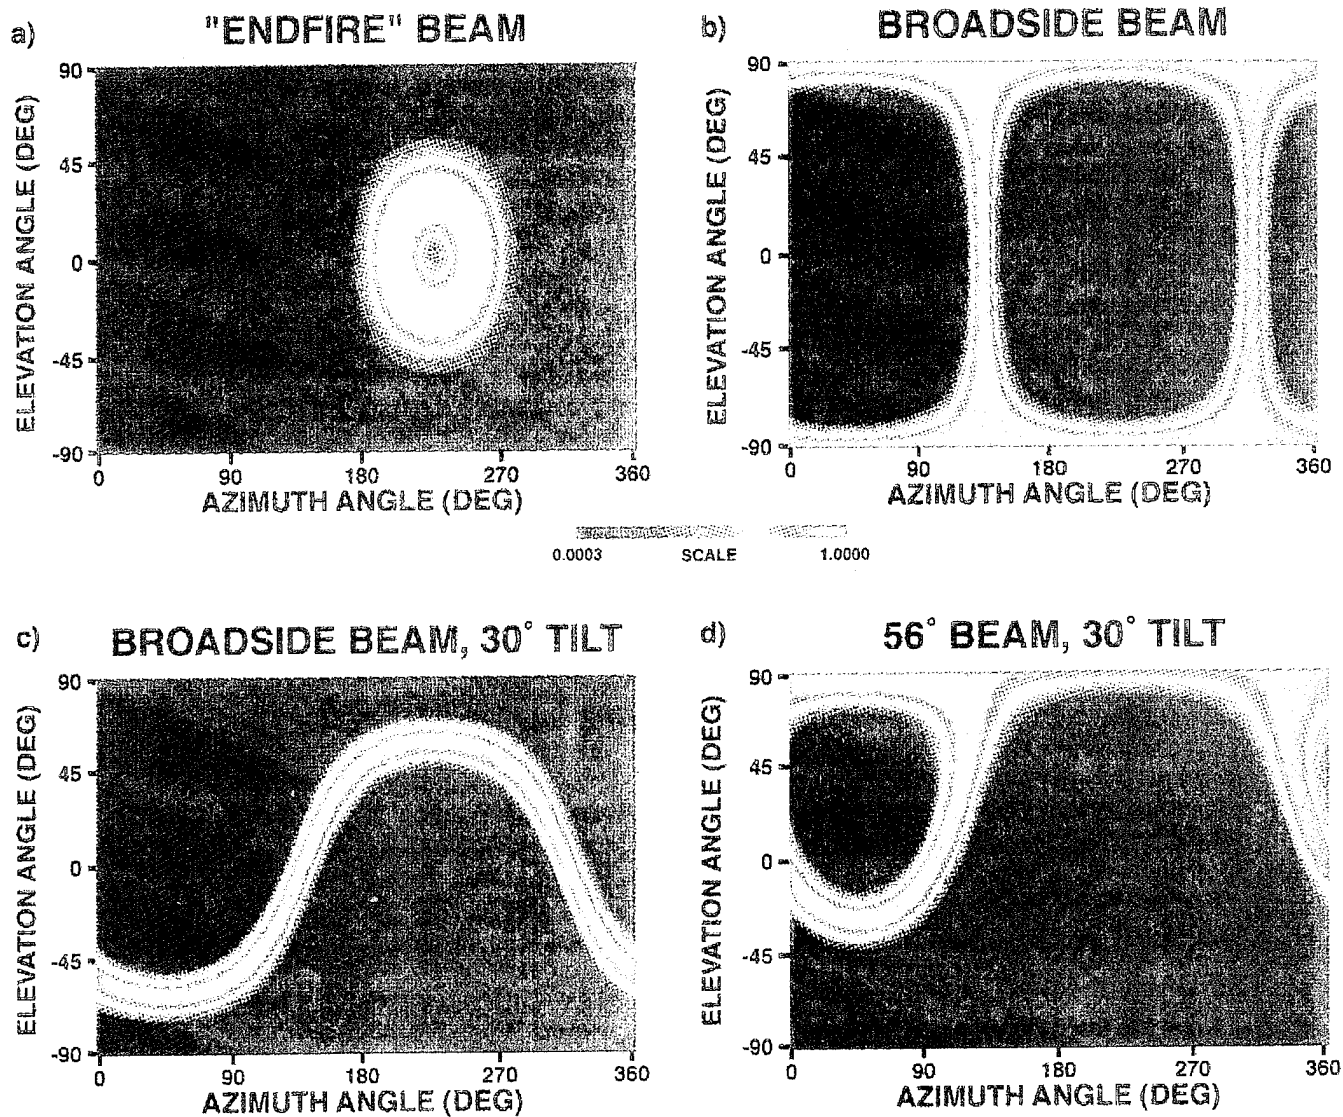 a)
"ENDFIRE" BEAM
ELEVATION ANGLE (DEG)
90
45
0
-45
-90
0 90 180 270 360
AZIMUTH ANGLE (DEG)
b)
BROADSIDE BEAM
ELEVATION ANGLE (DEG)
90
45
0
-45
-90
0 90 180 270 360
AZIMUTH ANGLE (DEG)
0.0003 SCALE 1.0000
c)
BROADSIDE BEAM, 30° TILT
ELEVATION ANGLE (DEG)
90
45
0
-45
-90
0 90 180 270 360
AZIMUTH ANGLE (DEG)
d)
56° BEAM, 30° TILT
ELEVATION ANGLE (DEG)
90
45
0
-45
-90
0 90 180 270 360
AZIMUTH ANGLE (DEG)